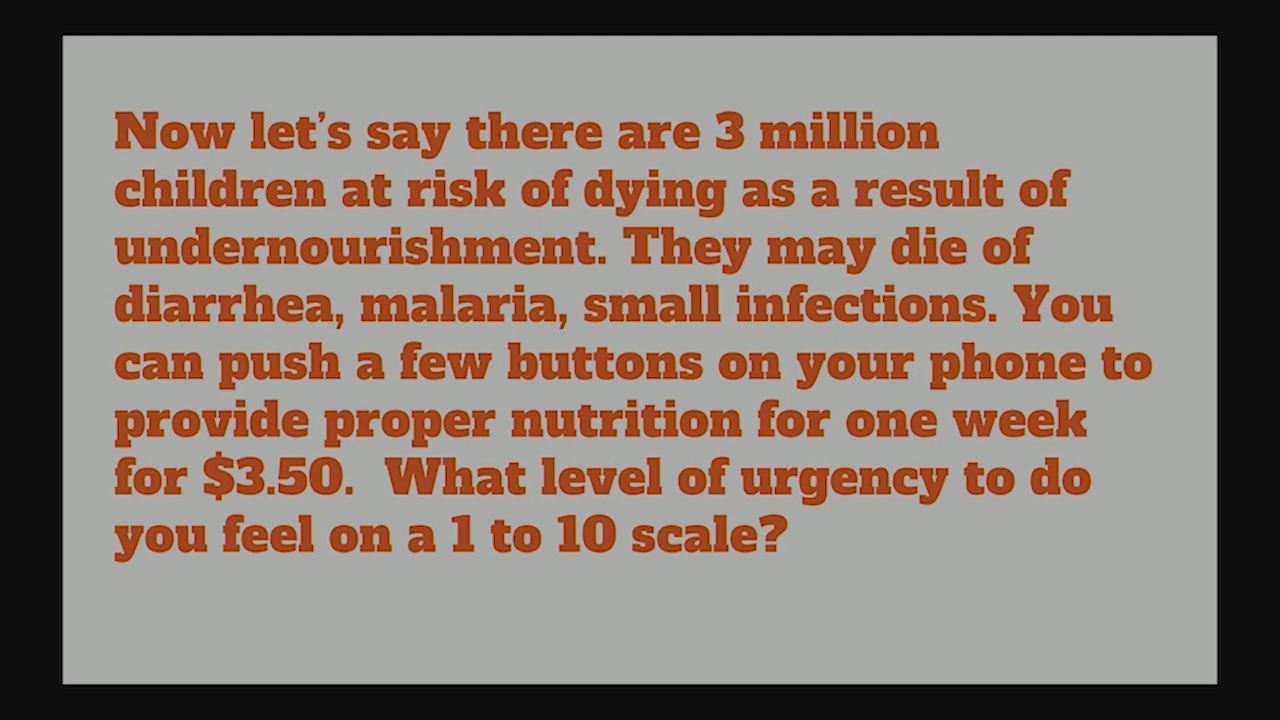 Now let’s say there are 3 million
children at risk of dying as a result of
undernourishment. They may die of
diarrhea, malaria, small infections. You
can push a few buttons on your phone to
provide proper nutrition for one week
for $3.50.  What level of urgency to do
you feel on a 1 to 10 scale?